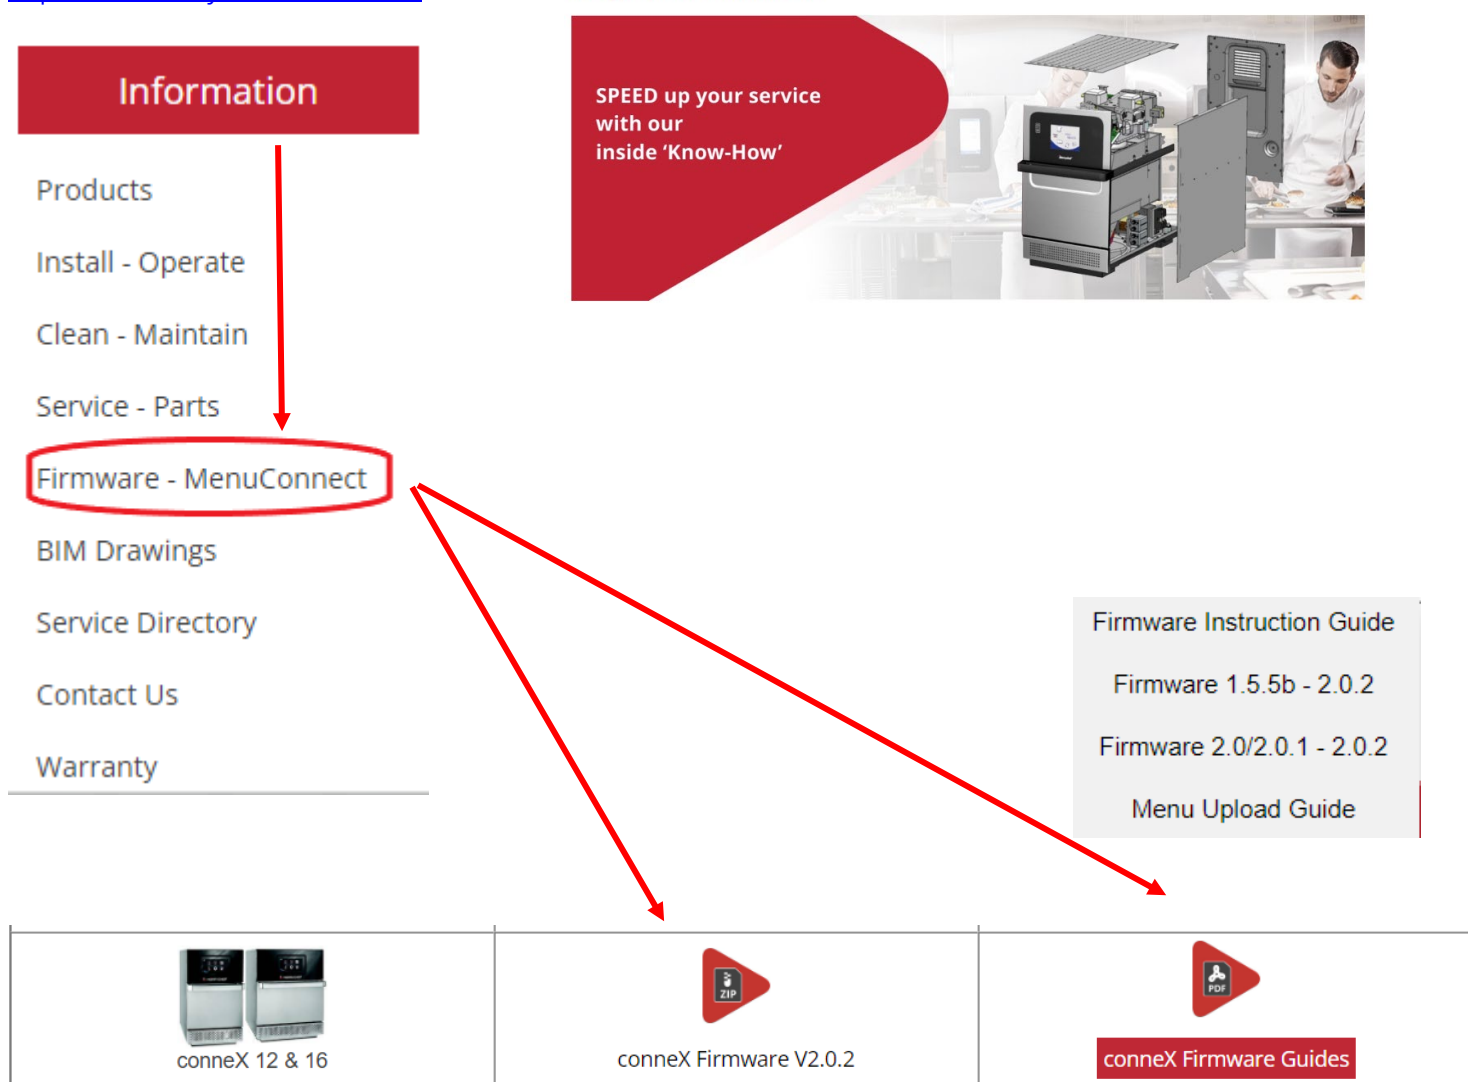 Information
SPEED up your service
with our
inside ‘Know-How’
Products
Install - Operate
Clean - Maintain
Service - Parts
Firmware - MenuConnect
BIM Drawings
Service Directory
Contact Us
Warranty
Firmware Instruction Guide
Firmware 1.5.5b - 2.0.2
Firmware 2.0/2.0.1 - 2.0.2
Menu Upload Guide
ZIP
PDF
conneX 12 & 16
conneX Firmware V2.0.2
conneX Firmware Guides